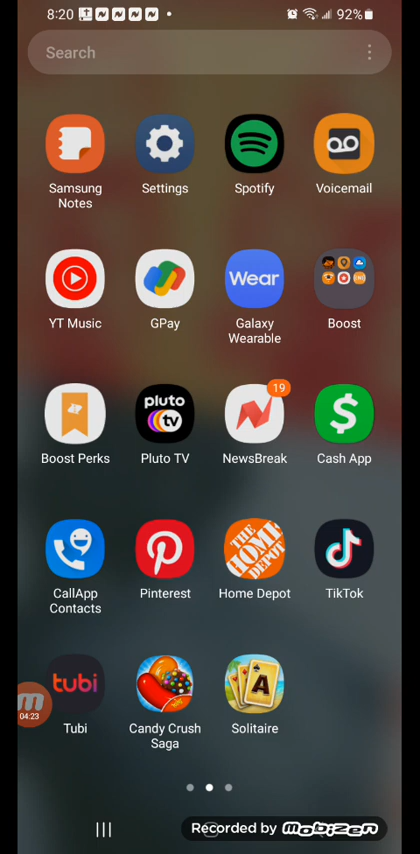 8:20
92%
Search
Samsung Notes
Settings
Spotify
Voicemail
Wear
YT Music
GPay
Galaxy Wearable
Boost
pluto tv
19
$
Boost Perks
Pluto TV
NewsBreak
Cash App
THE HOME DEPOT
CallApp Contacts
Pinterest
Home Depot
TikTok
tubi
A
04:23
Tubi
Candy Crush Saga
Solitaire
Recorded by mobizen